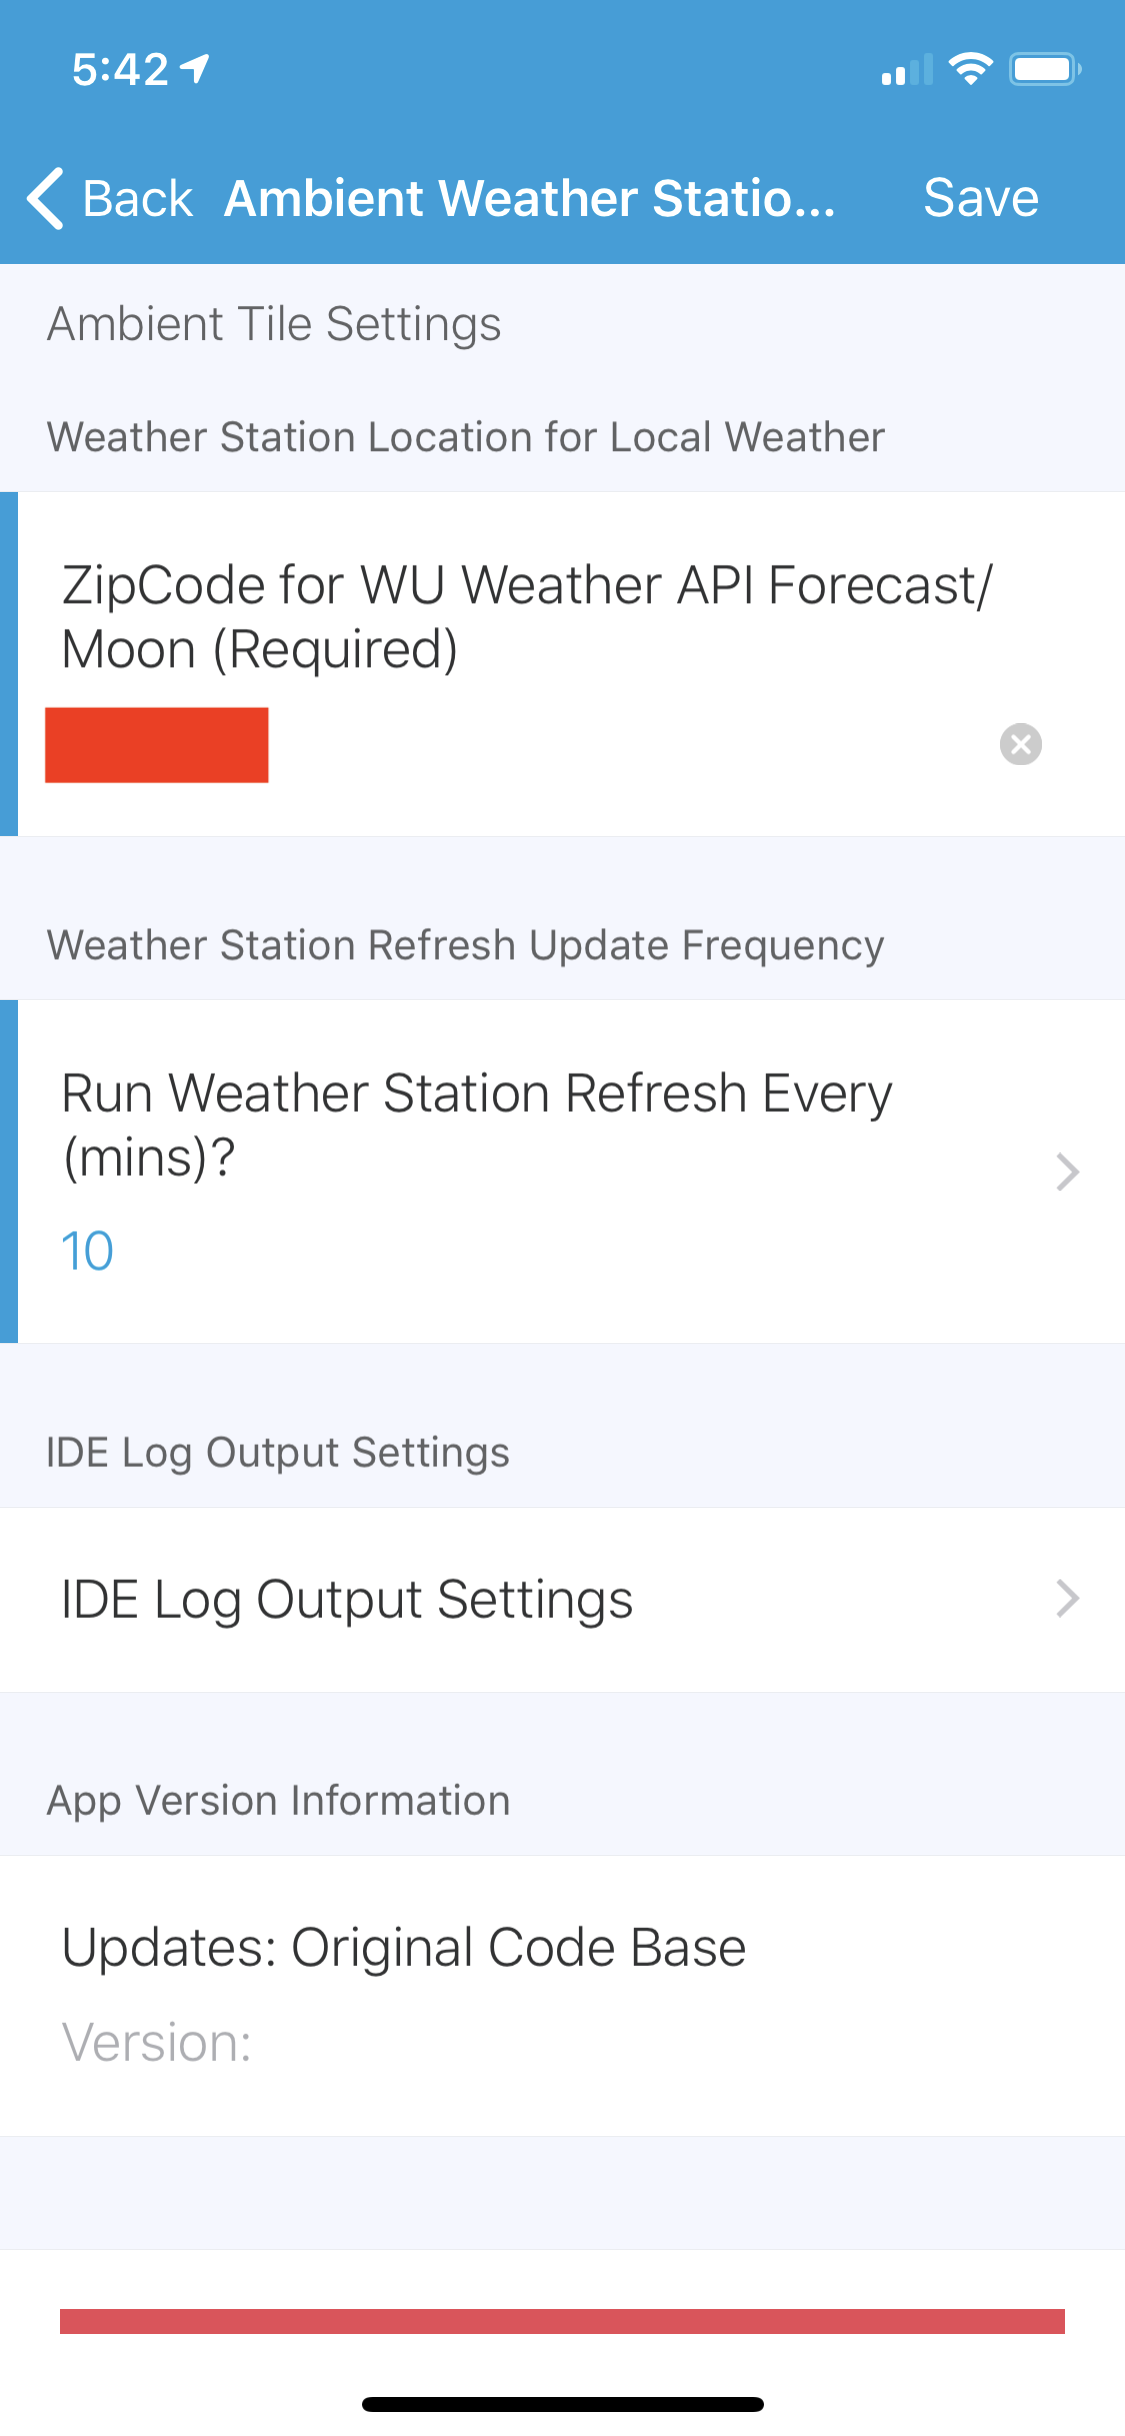 5:42
Back Ambient Weather Statio... Save
Ambient Tile Settings
Weather Station Location for Local Weather
ZipCode for WU Weather API Forecast/
Moon (Required)
Weather Station Refresh Update Frequency
Run Weather Station Refresh Every
(mins)?
10
IDE Log Output Settings
IDE Log Output Settings
App Version Information
Updates: Original Code Base
Version: